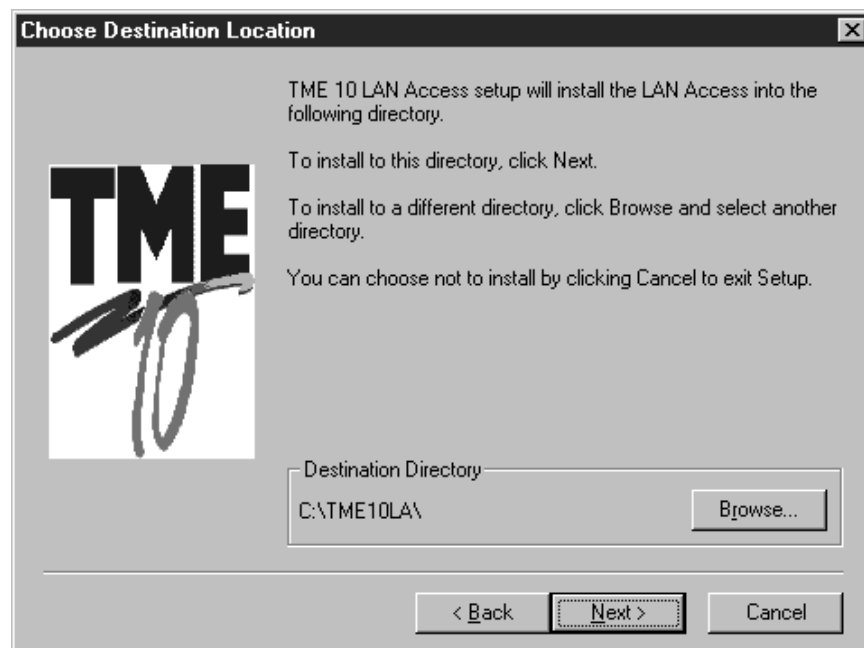 Choose Destination Location
TME 10 LAN Access setup will install the LAN Access into the
following directory.
To install to this directory, click Next.
To install to a different directory, click Browse and select another
directory.
You can choose not to install by clicking Cancel to exit Setup.
TME
10
Destination Directory
C:\TME10LA\
Browse...
< Back
Next >
Cancel